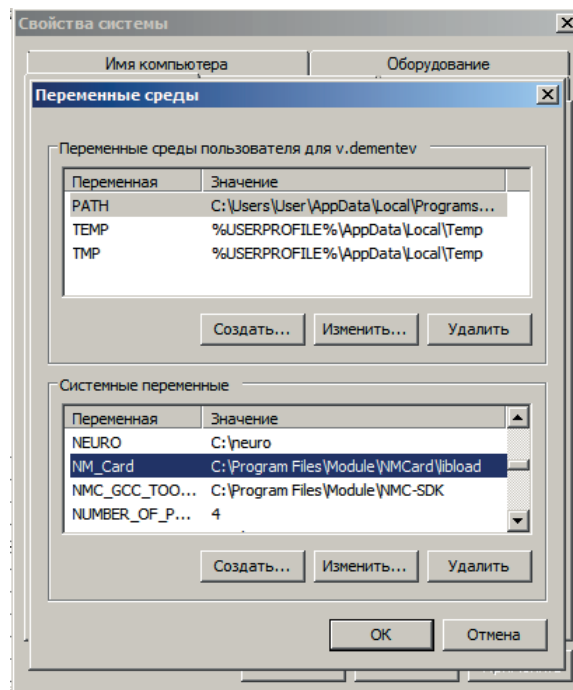 Свойства системы
Имя компьютера Оборудование
Переменные среды
Переменные среды пользователя для v.dementev
Переменная Значение
PATH C:\Users\User\AppData\Local\Programs...
TEMP %USERPROFILE%\AppData\Local\Temp
TMP %USERPROFILE%\AppData\Local\Temp
Создать... Изменить... Удалить
Системные переменные
Переменная Значение
NEURO C:\neuro
NM_Card C:\Program Files\Module\NMCard\libload
NMC_GCC_TOO... C:\Program Files\Module\NMC-SDK
NUMBER_OF_P... 4
Создать... Изменить... Удалить
OK Отмена